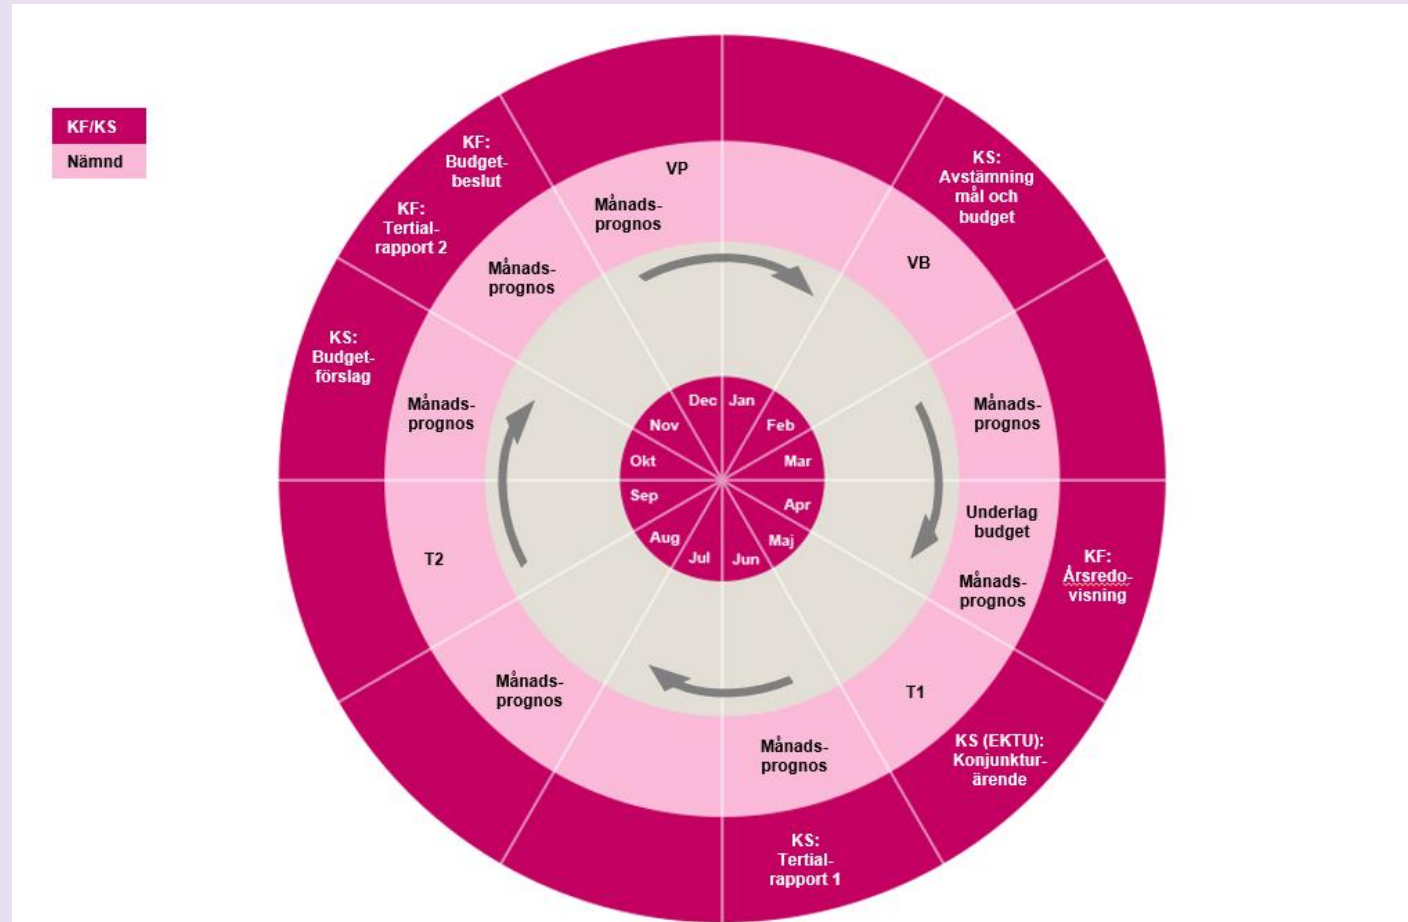 KF/KS
Nämnd
KS:
Avstämning
mål och
budget
KF:
Årsredo-
visning
KS (EKTU):
Konjunktur-
ärende
KS:
Tertial-
rapport 1
KS:
Budget-
förslag
KF:
Tertial-
rapport 2
KF:
Budget-
beslut
VB
Månads-
prognos
Underlag
budget
Månads-
prognos
T1
Månads-
prognos
Månads-
prognos
T2
Månads-
prognos
Månads-
prognos
VP
Månads-
prognos
Jan
Feb
Mar
Apr
Maj
Jun
Jul
Aug
Sep
Okt
Nov
Dec